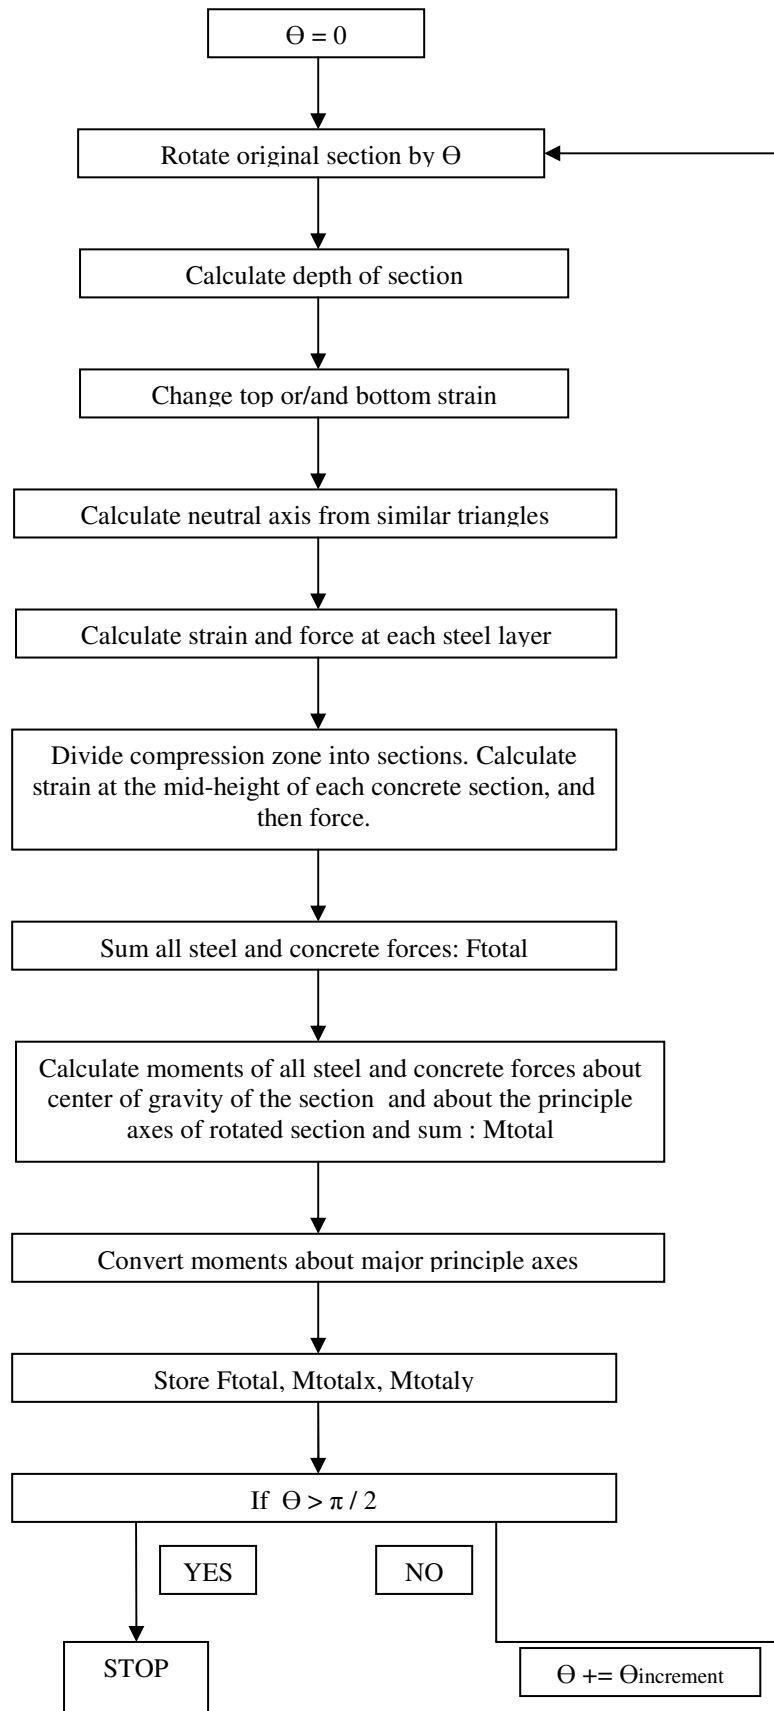 Ɵ = 0
Rotate original section by Ɵ
Calculate depth of section
Change top or/and bottom strain
Calculate neutral axis from similar triangles
Calculate strain and force at each steel layer
Divide compression zone into sections. Calculate
strain at the mid-height of each concrete section, and
then force.
Sum all steel and concrete forces: Ftotal
Calculate moments of all steel and concrete forces about
center of gravity of the section and about the principle
axes of rotated section and sum : Mtotal
Convert moments about major principle axes
Store Ftotal, Mtotalx, Mtotaly
If Ɵ > π / 2
YES
NO
STOP
Ɵ += Ɵincrement